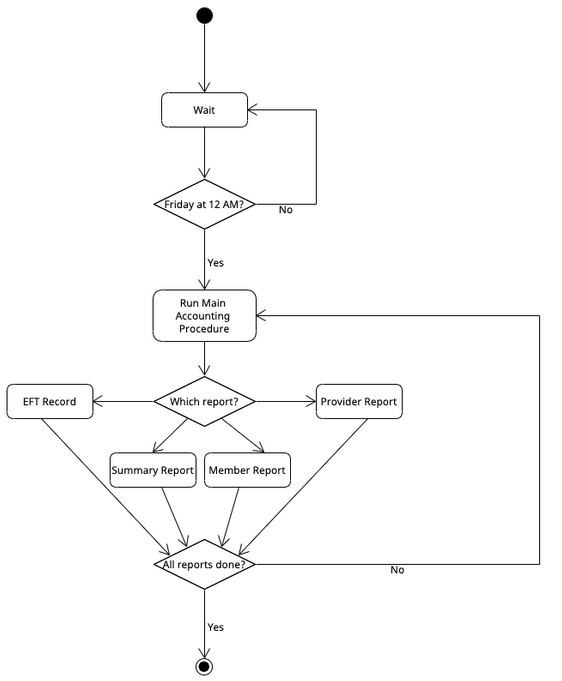 Wait
Friday at 12 AM?
No
Yes
Run Main
Accounting
Procedure
EFT Record
Which report?
Provider Report
Summary Report
Member Report
All reports done?
No
Yes